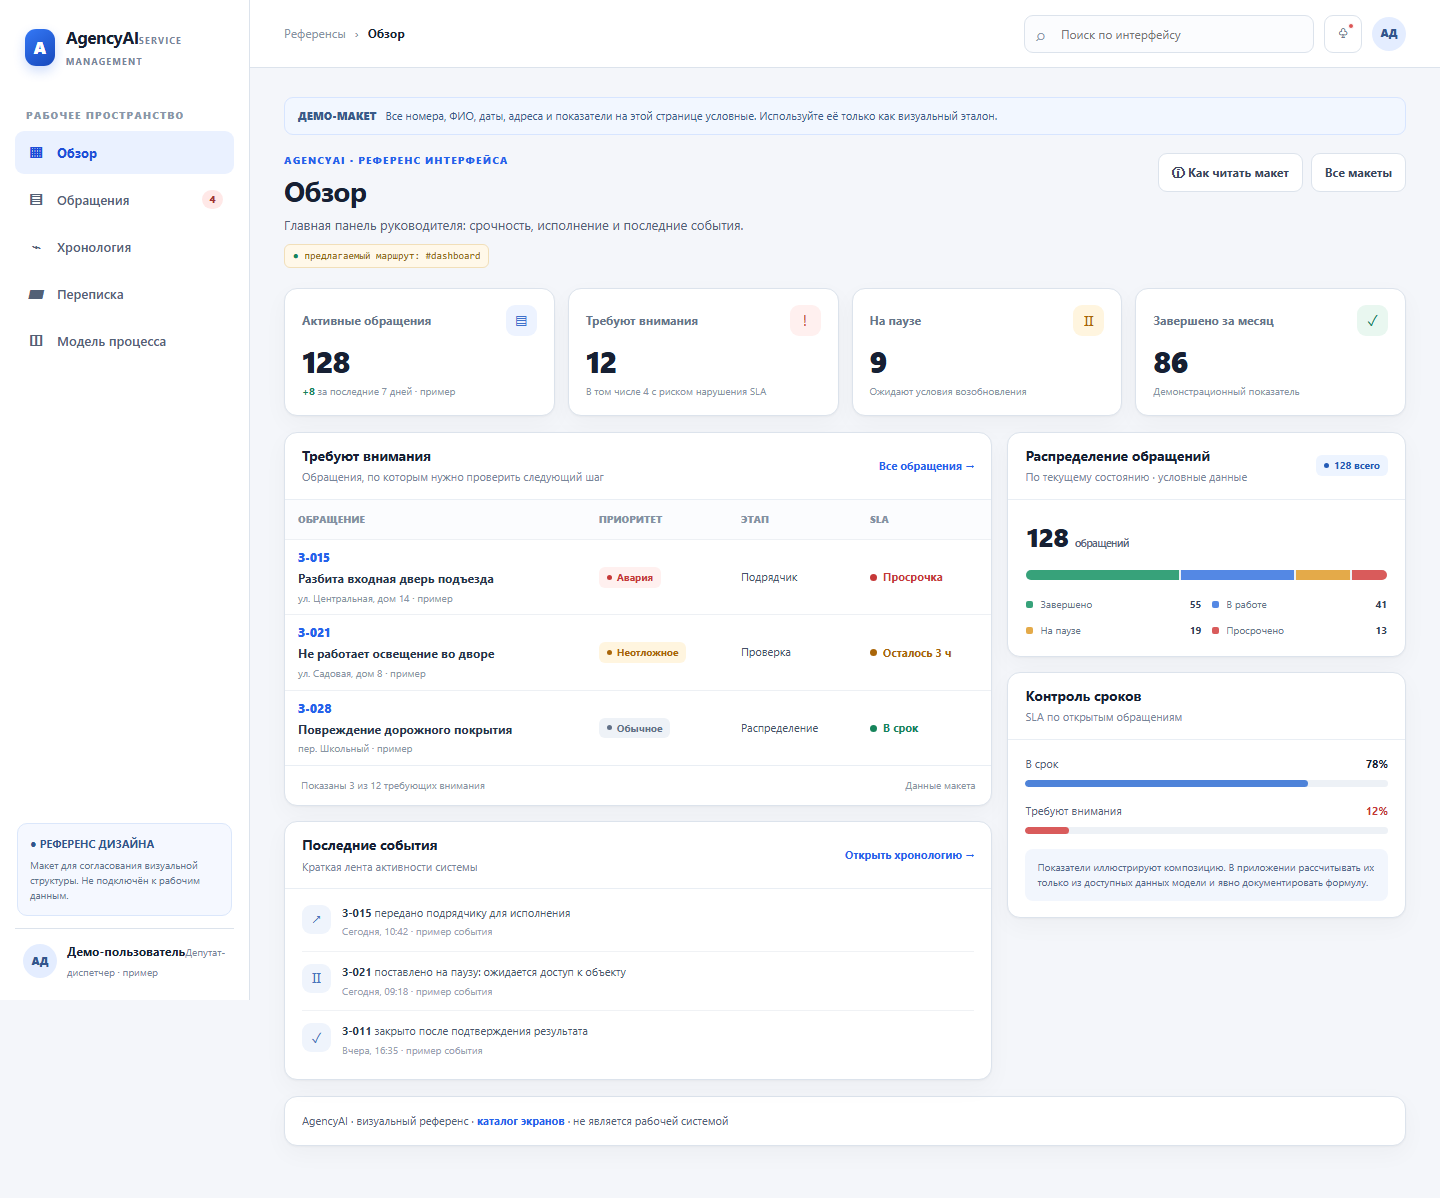 A
AgencyAI SERVICE
MANAGEMENT
РАБОЧЕЕ ПРОСТРАНСТВО
Обзор
Обращения 4
Хронология
Переписка
Модель процесса
● РЕФЕРЕНС ДИЗАЙНА
Макет для согласования визуальной
структуры. Не подключён к рабочим
данным.
АД
Демо-пользователь Депутат-
диспетчер · пример
Референсы › Обзор
Поиск по интерфейсу
АД
ДЕМО-МАКЕТ Все номера, ФИО, даты, адреса и показатели на этой странице условные. Используйте её только как визуальный эталон.
AGENCYAI · РЕФЕРЕНС ИНТЕРФЕЙСА
Обзор
Главная панель руководителя: срочность, исполнение и последние события.
● предлагаемый маршрут: #dashboard
ⓘ Как читать макет
Все макеты
Активные обращения
128
+8 за последние 7 дней · пример
Требуют внимания
!
12
В том числе 4 с риском нарушения SLA
На паузе
9
Ожидают условия возобновления
Завершено за месяц
✓
86
Демонстрационный показатель
Требуют внимания
Обращения, по которым нужно проверить следующий шаг
Все обращения →
ОБРАЩЕНИЕ ПРИОРИТЕТ ЭТАП SLA
З-015
Разбита входная дверь подъезда
ул. Центральная, дом 14 · пример
Авария
Подрядчик
Просрочка
З-021
Не работает освещение во дворе
ул. Садовая, дом 8 · пример
Неотложное
Проверка
Осталось 3 ч
З-028
Повреждение дорожного покрытия
пер. Школьный · пример
Обычное
Распределение
В срок
Показаны 3 из 12 требующих внимания
Данные макета
Последние события
Краткая лента активности системы
Открыть хронологию →
↗
З-015 передано подрядчику для исполнения
Сегодня, 10:42 · пример события
З-021 поставлено на паузу: ожидается доступ к объекту
Сегодня, 09:18 · пример события
✓
З-011 закрыто после подтверждения результата
Вчера, 16:35 · пример события
Распределение обращений
По текущему состоянию · условные данные
128 всего
128 обращений
Завершено 55
В работе 41
На паузе 19
Просрочено 13
Контроль сроков
SLA по открытым обращениям
В срок 78%
Требуют внимания 12%
Показатели иллюстрируют композицию. В приложении рассчитывать их
только из доступных данных модели и явно документировать формулу.
AgencyAI · визуальный референс · каталог экранов · не является рабочей системой